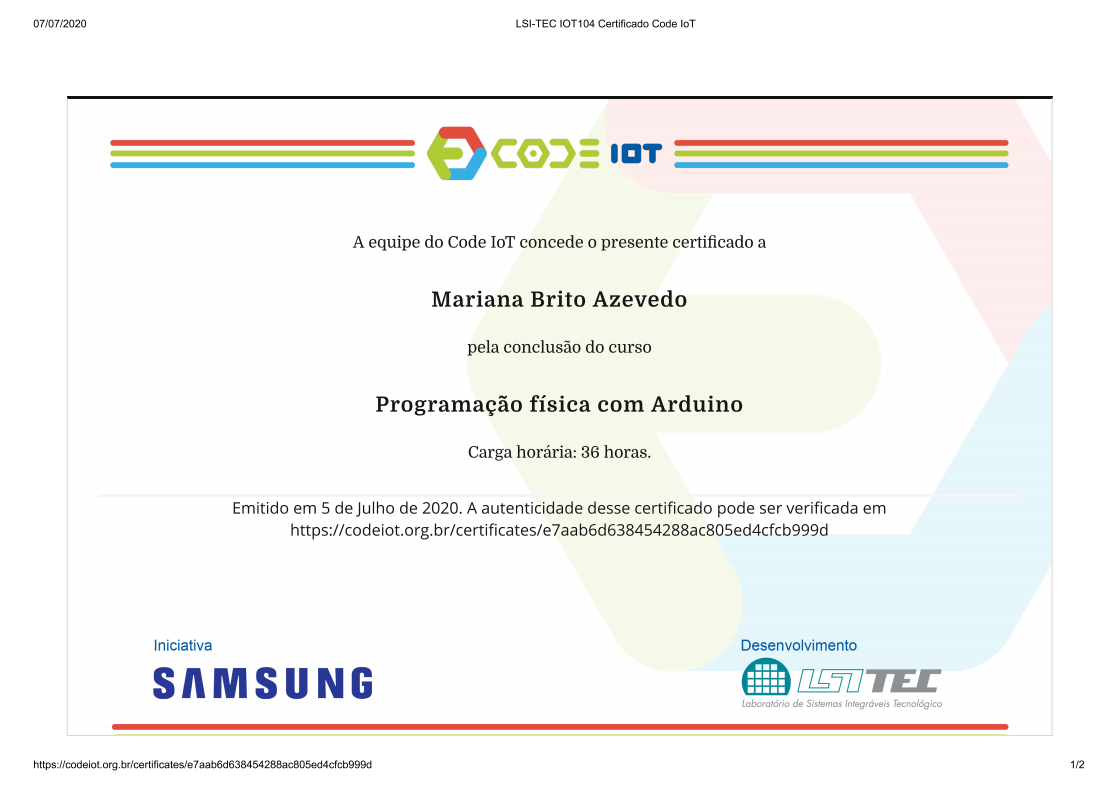 07/07/2020
LSI-TEC IOT104 Certificado Code IoT
CODE IOT
A equipe do Code IoT concede o presente certificado a
Mariana Brito Azevedo
pela conclusão do curso
Programação física com Arduino
Carga horária: 36 horas.
Emitido em 5 de Julho de 2020. A autenticidade desse certificado pode ser verificada em
https://codeiot.org.br/certificates/e7aab6d638454288ac805ed4cfcb999d
Iniciativa
SAMSUNG
Desenvolvimento
LSI TEC
Laboratório de Sistemas Integráveis Tecnológico
https://codeiot.org.br/certificates/e7aab6d638454288ac805ed4cfcb999d
1/2